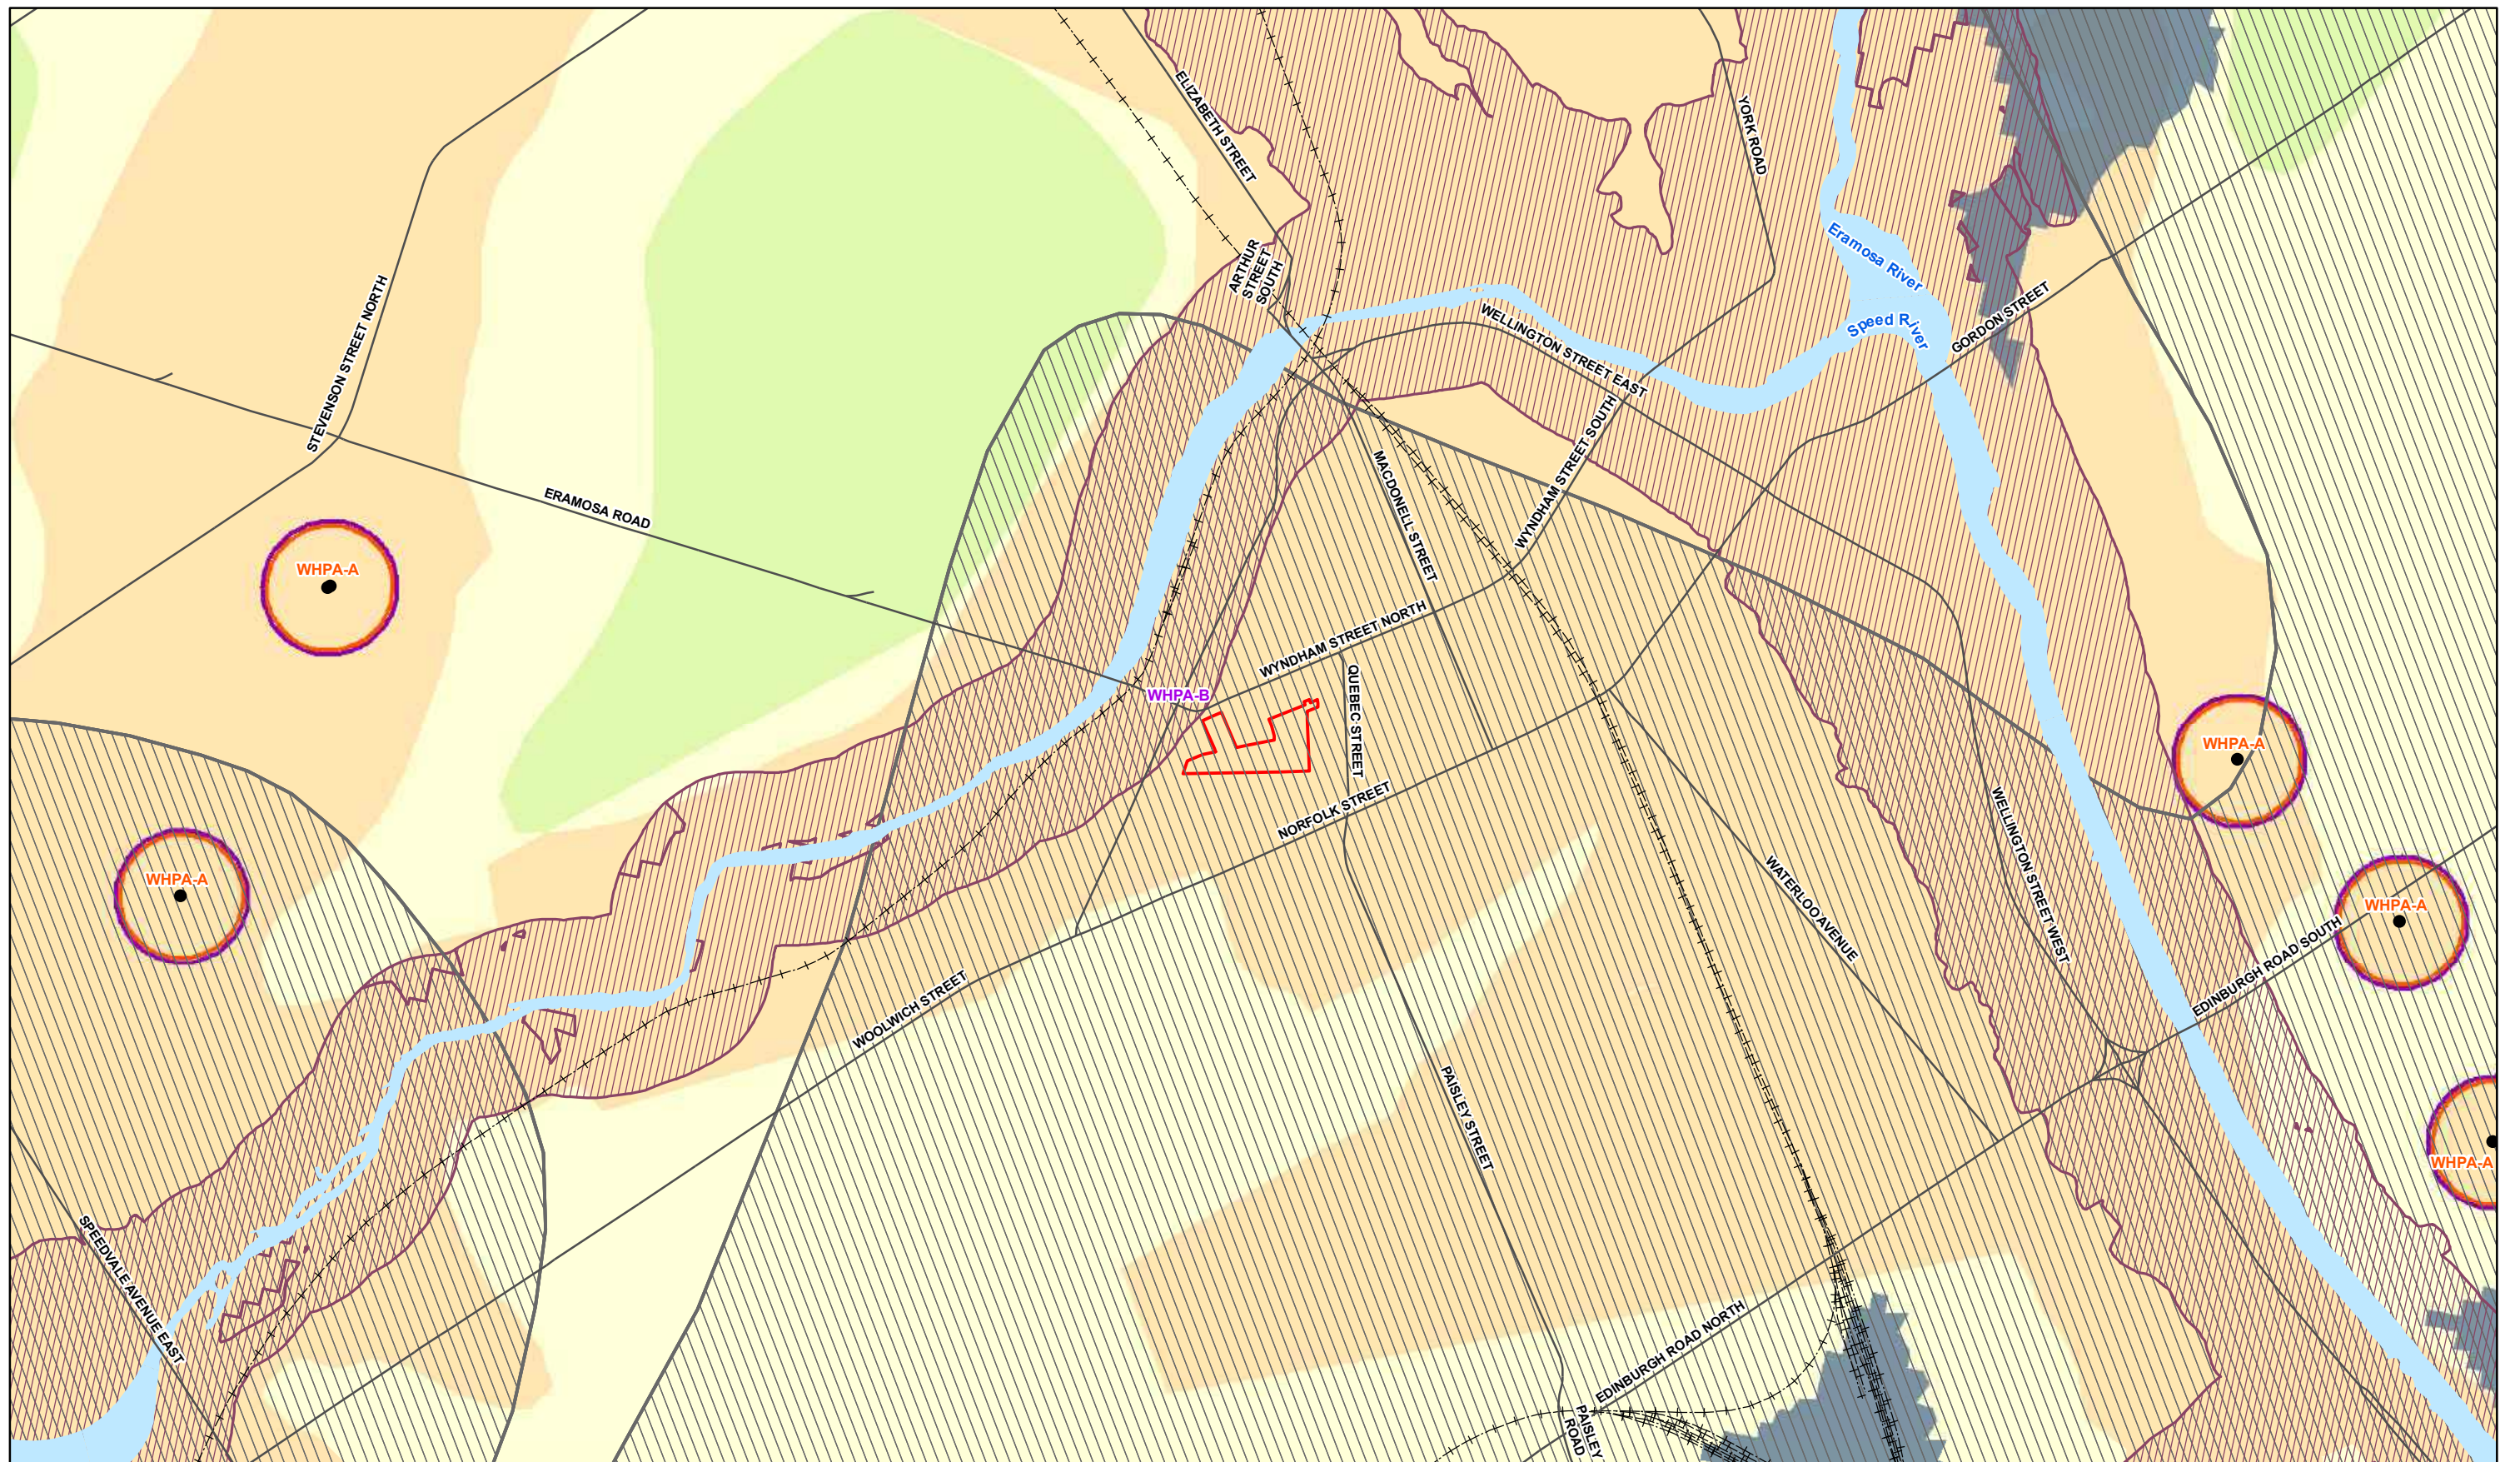 ELIZABETH STREET
YORK ROAD
Eramosa River
ARTHUR
STREET
SOUTH
Speed River
GORDON STREET
WELLINGTON STREET EAST
STEVENSON STREET NORTH
ERAMOSA ROAD
MACDONELL STREET
WYNDHAM STREET SOUTH
WHPA-A
WYNDHAM STREET NORTH
WHPA-B
QUEBEC STREET
WHPA-A
NORFOLK STREET
WELLINGTON STREET WEST
WATERLOO AVENUE
WHPA-A
WHPA-A
EDINBURGH ROAD SOUTH
WOOLWICH STREET
PAISLEY STREET
WHPA-A
SPEEDVALE AVENUE EAST
EDINBURGH ROAD NORTH
PAISLEY
ROAD